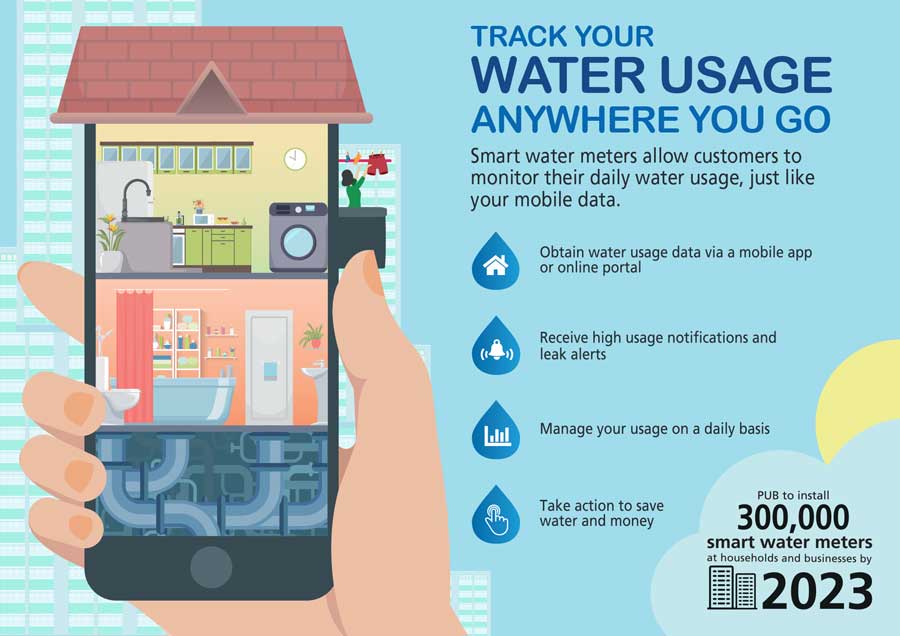 TRACK YOUR
WATER USAGE
ANYWHERE YOU GO
Smart water meters allow customers to
monitor their daily water usage, just like
your mobile data.
Obtain water usage data via a mobile app
or online portal
Receive high usage notifications and
leak alerts
Manage your usage on a daily basis
Take action to save
water and money
PUB to install
300,000
smart water meters
at households and businesses by
2023